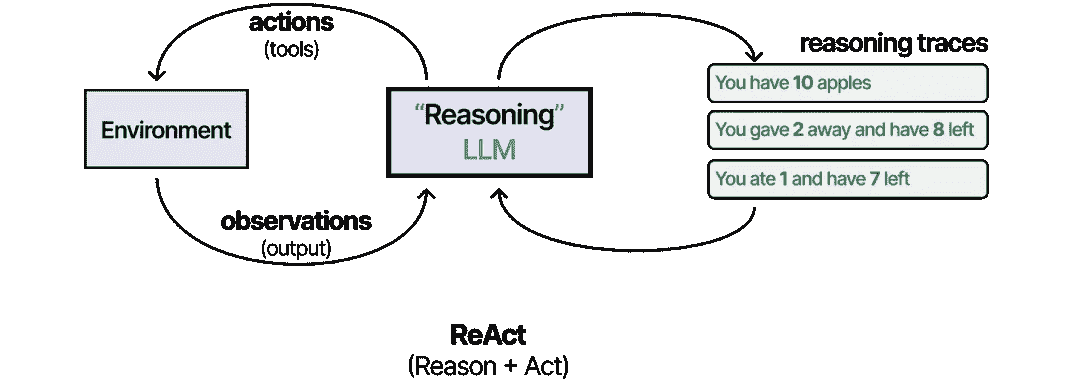 actions
(tools)
reasoning traces
You have 10 apples
"Reasoning"
LLM
Environment
You gave 2 away and have 8 left
You ate 1 and have 7 left
observations
(output)
ReAct
(Reason + Act)